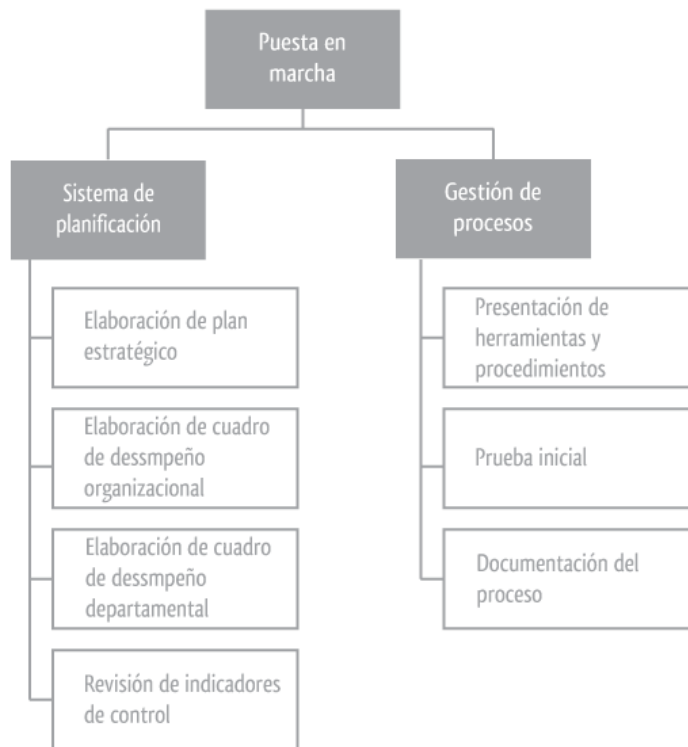 Puesta en
marcha
Sistema de
planificación
Gestión de
procesos
Elaboración de plan
estratégico
Elaboración de cuadro
de dessmpeño
organizacional
Elaboración de cuadro
de dessmpeño
departamental
Revisión de indicadores
de control
Presentación de
herramientas y
procedimientos
Prueba inicial
Documentación del
proceso